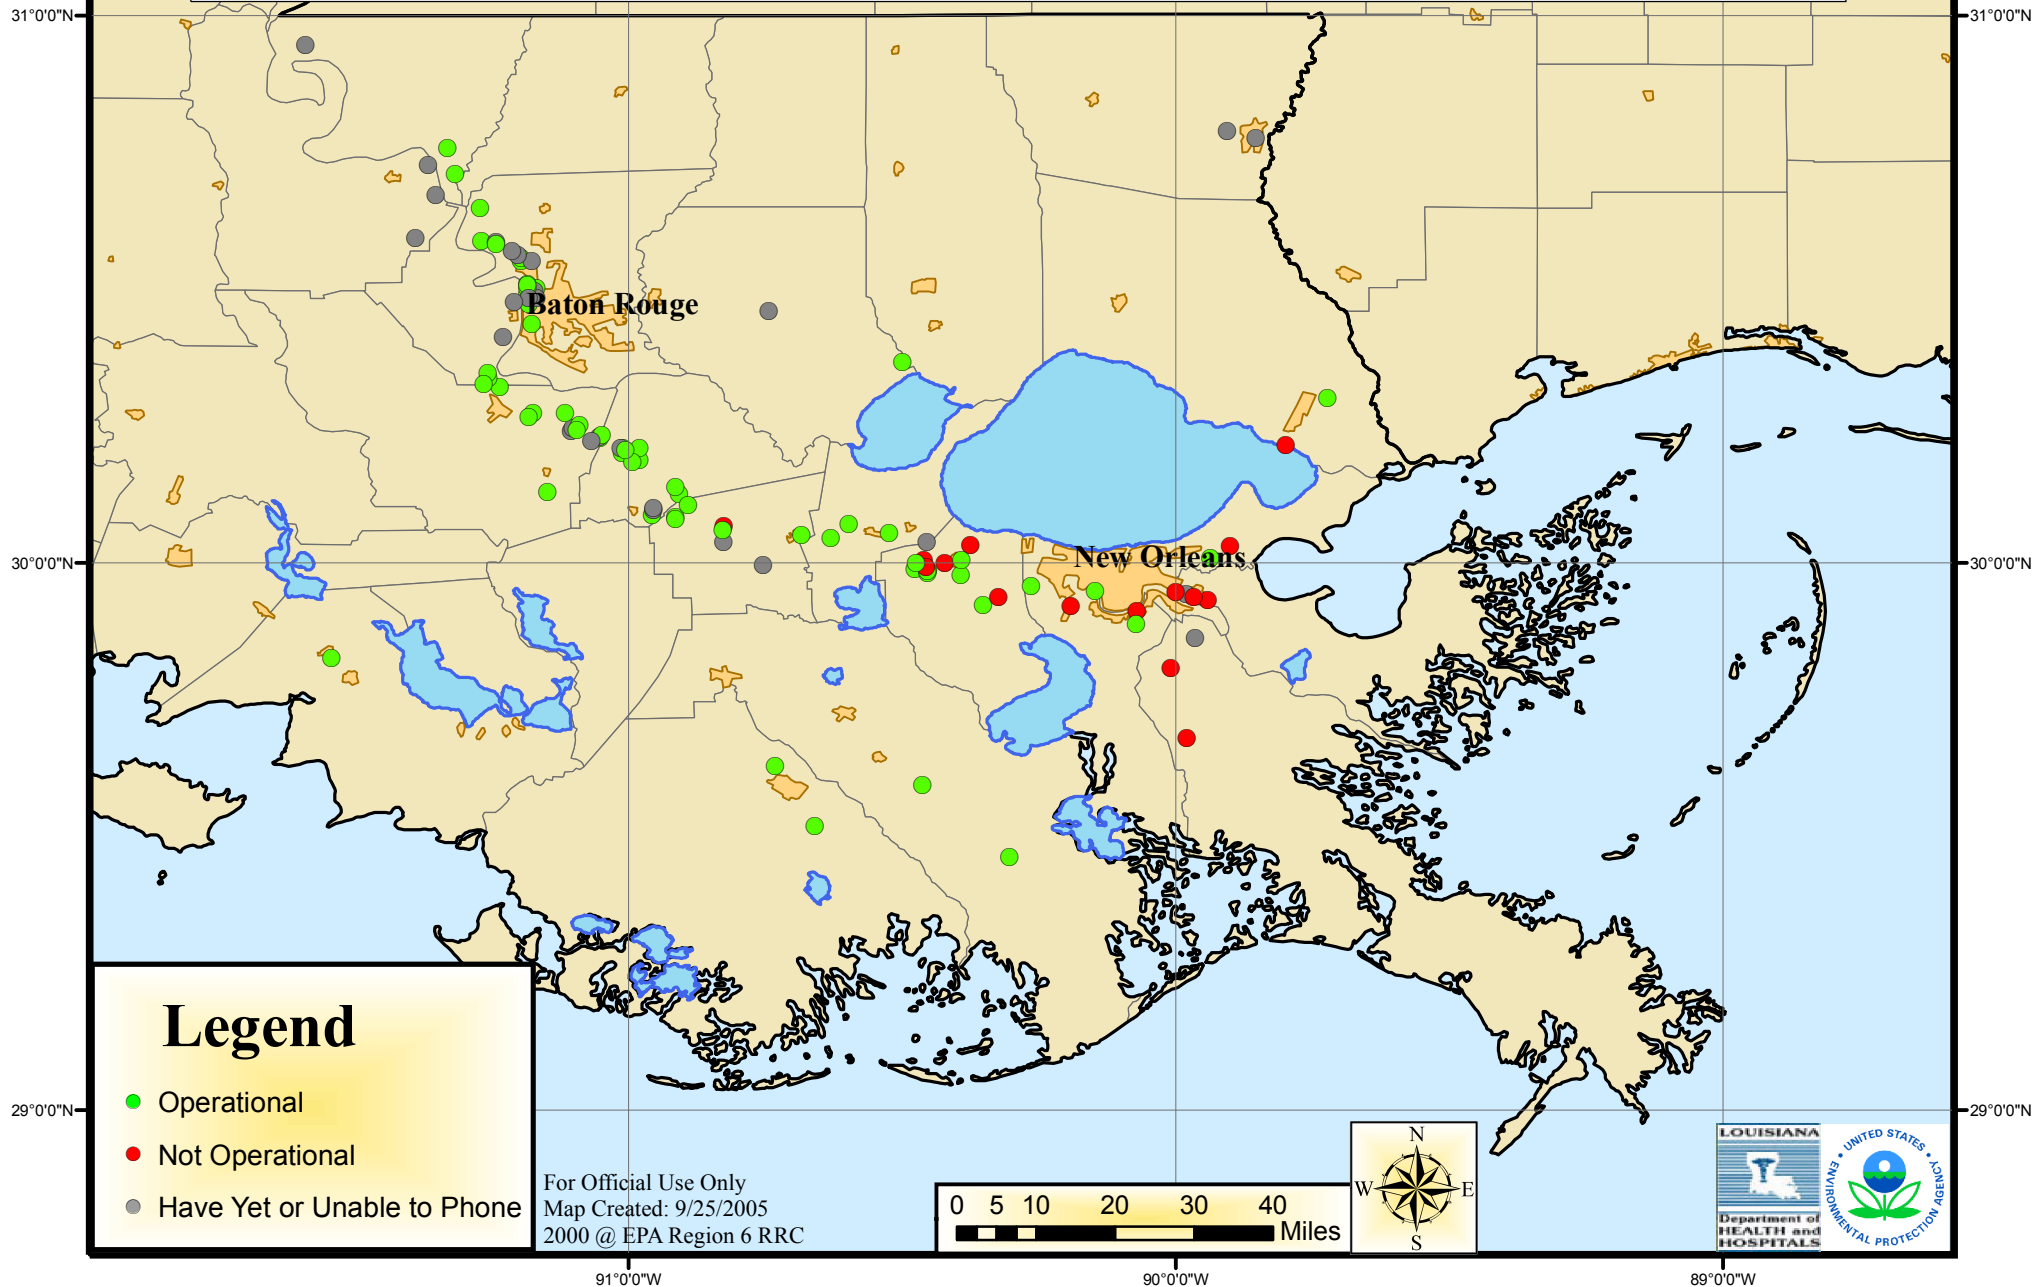 31°0'0"N
31°0'0"N
Baton Rouge
New Orleans
30°0'0"N
30°0'0"N
29°0'0"N
29°0'0"N
Legend
Operational
Not Operational
Have Yet or Unable to Phone
For Official Use Only
Map Created: 9/25/2005
2000 @ EPA Region 6 RRC
0 5 10 20 30 40
Miles
N
W E
S
LOUISIANA
Department of
HEALTH and
HOSPITALS
UNITED STATES
ENVIRONMENTAL PROTECTION AGENCY
91°0'0"W
90°0'0"W
89°0'0"W